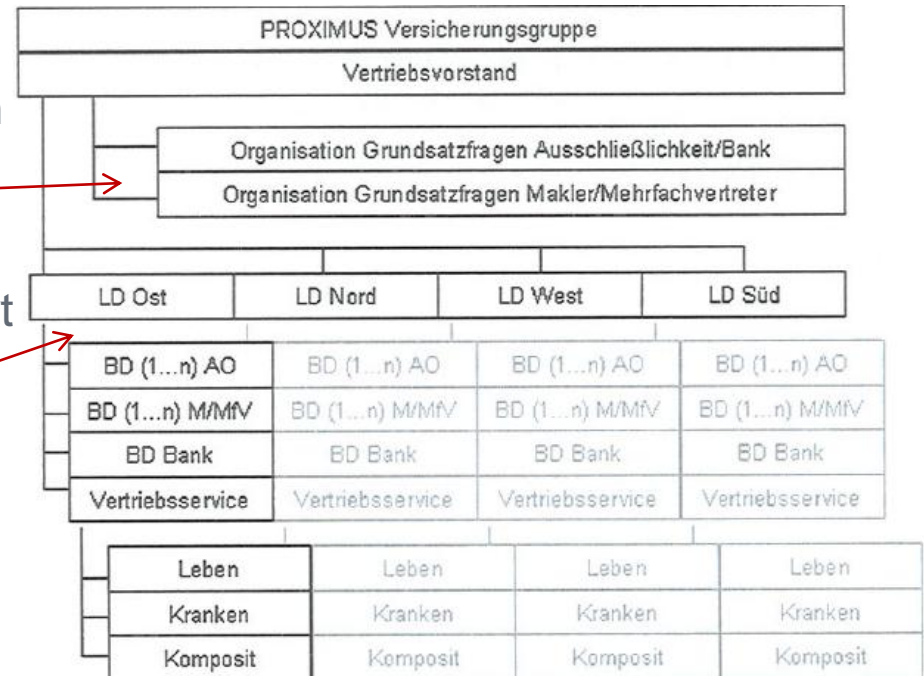 PROXIMUS Versicherungsgruppe
Vertriebsvorstand
Organisation Grundsatzfragen Ausschließlichkeit/Bank
Organisation Grundsatzfragen Makler/Mehrfachvertreter
LD Ost LD Nord LD West LD Süd
BD (1...n) AO BD (1...n) AO BD (1...n) AO BD (1...n) AO
BD (1...n) M/MfV BD (1...n) M/MfV BD (1...n) M/MfV BD (1...n) M/MfV
BD Bank BD Bank BD Bank BD Bank
Vertriebsservice Vertriebsservice Vertriebsservice Vertriebsservice
Leben Leben Leben Leben
Kranken Kranken Kranken Kranken
Komposit Komposit Komposit Komposit